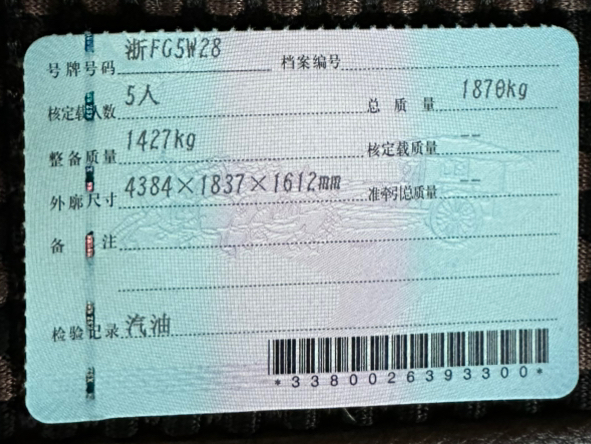 号牌号码 浙FG5W28 档案编号
核定载人数 5人 总质量 1870kg
整备质量 1427kg 核定载质量 --
外廓尺寸 4384×1837×1612mm 准牵引总质量 --
备注
检验记录 汽油
*3380026393300*